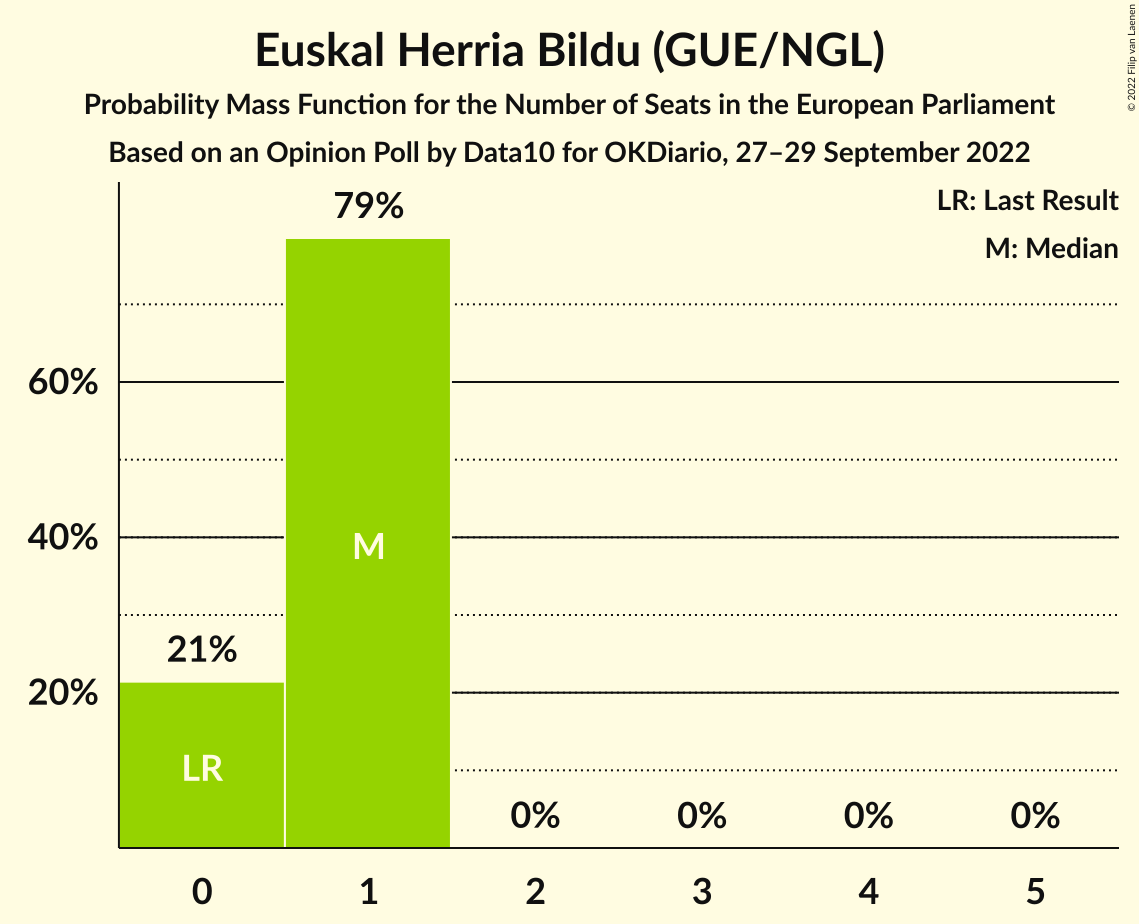 Euskal Herria Bildu (GUE/NGL)
Probability Mass Function for the Number of Seats in the European Parliament
Based on an Opinion Poll by Data10 for OKDiario, 27–29 September 2022
© 2022 Filip van Laenen
LR: Last Result
M: Median
79%
60%
40%
M
21%
20%
LR
0% 0% 0% 0%
0 1 2 3 4 5